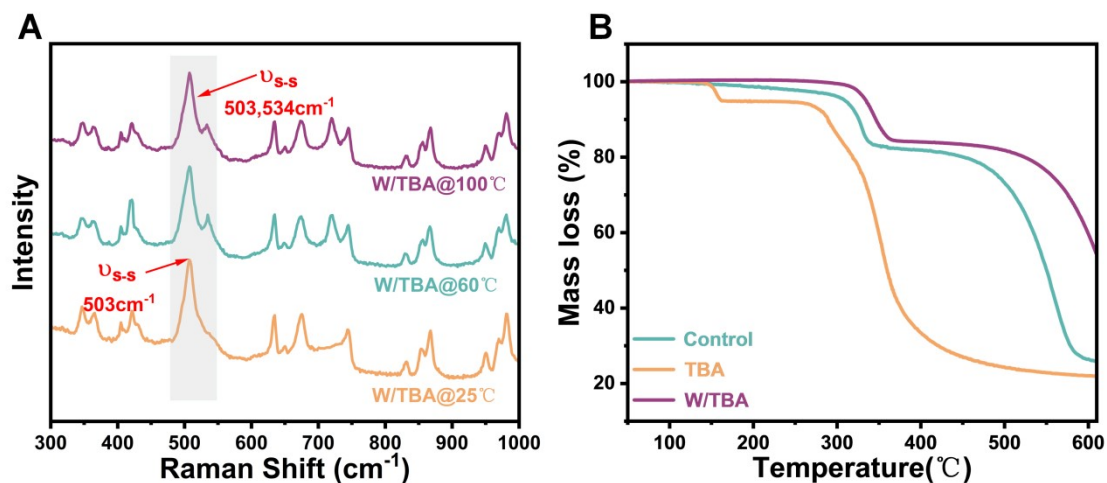 A
υS-S
503,534cm-1
W/TBA@100℃
υS-S
503cm-1
W/TBA@60℃
W/TBA@25℃
Intensity
300 400 500 600 700 800 900 1000
Raman Shift (cm-1)
B
100
80
60
40
20
Mass loss (%)
Control
TBA
W/TBA
100 200 300 400 500 600
Temperature(℃)